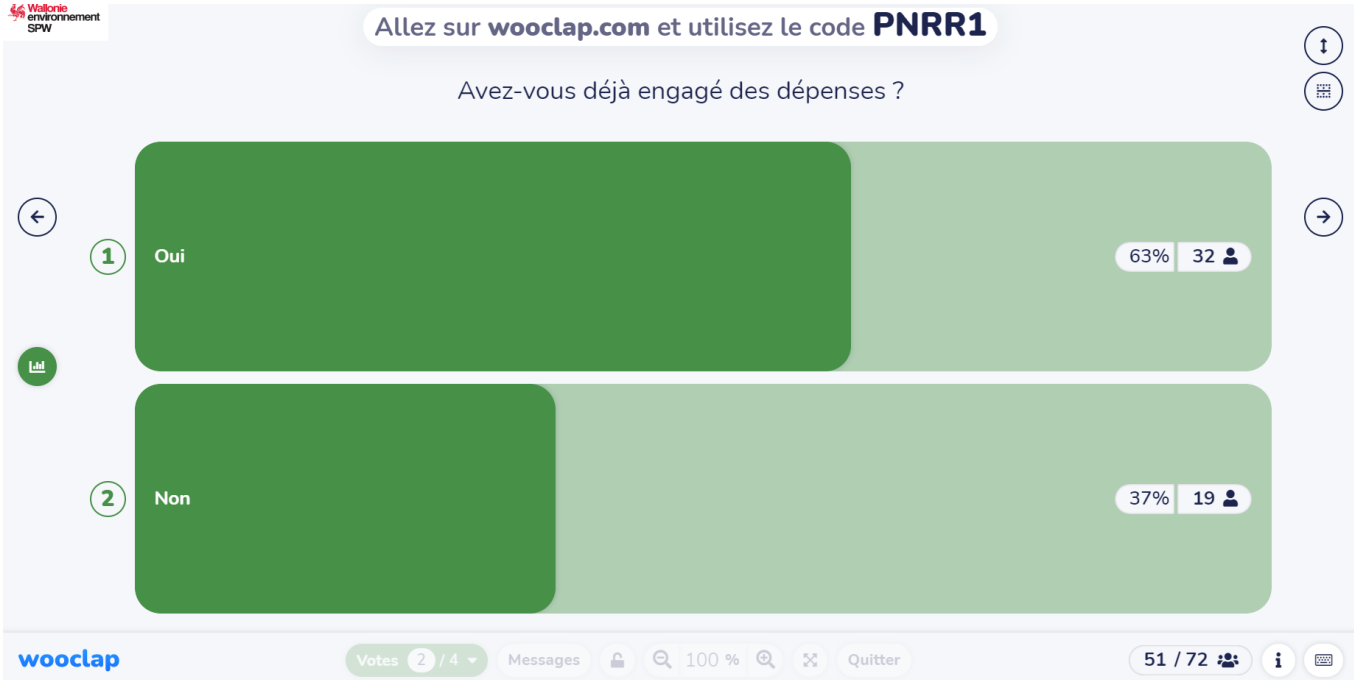 Wallonie
environnement
SPW
Allez sur wooclap.com et utilisez le code PNRR1
Avez-vous déjà engagé des dépenses ?
1 Oui 63% 32
2 Non 37% 19
wooclap Votes 2 / 4 Messages 100 % Quitter 51 / 72 i